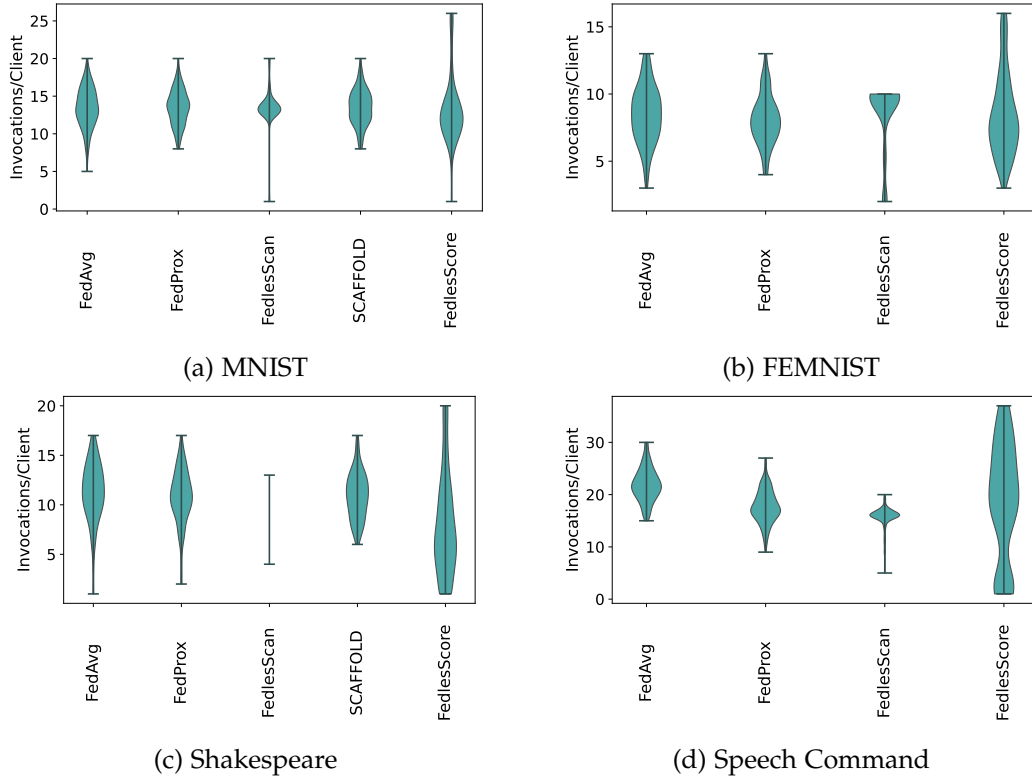 Invocations/Client
25
20
15
10
5
0
FedAvg
FedProx
FedlesScan
SCAFFOLD
FedlesScore
(a) MNIST
Invocations/Client
15
10
5
FedAvg
FedProx
FedlesScan
FedlesScore
(b) FEMNIST
Invocations/Client
20
15
10
5
FedAvg
FedProx
FedlesScan
SCAFFOLD
FedlesScore
(c) Shakespeare
Invocations/Client
30
20
10
0
FedAvg
FedProx
FedlesScan
FedlesScore
(d) Speech Command